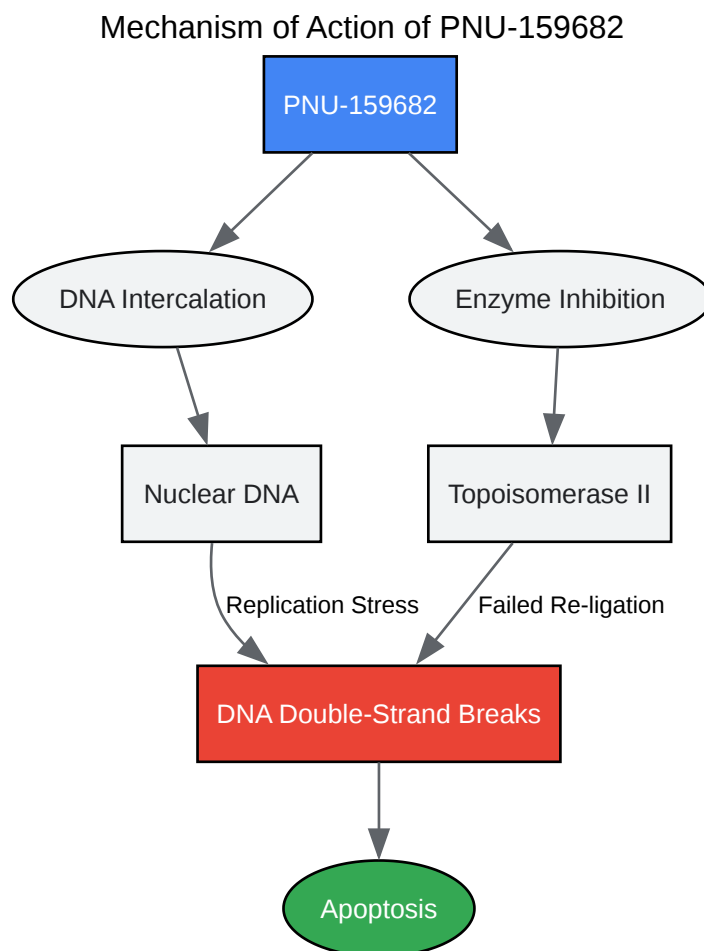 Mechanism of Action of PNU-159682
PNU-159682
DNA Intercalation
Enzyme Inhibition
Nuclear DNA
Topoisomerase II
Replication Stress
Failed Re-ligation
DNA Double-Strand Breaks
Apoptosis